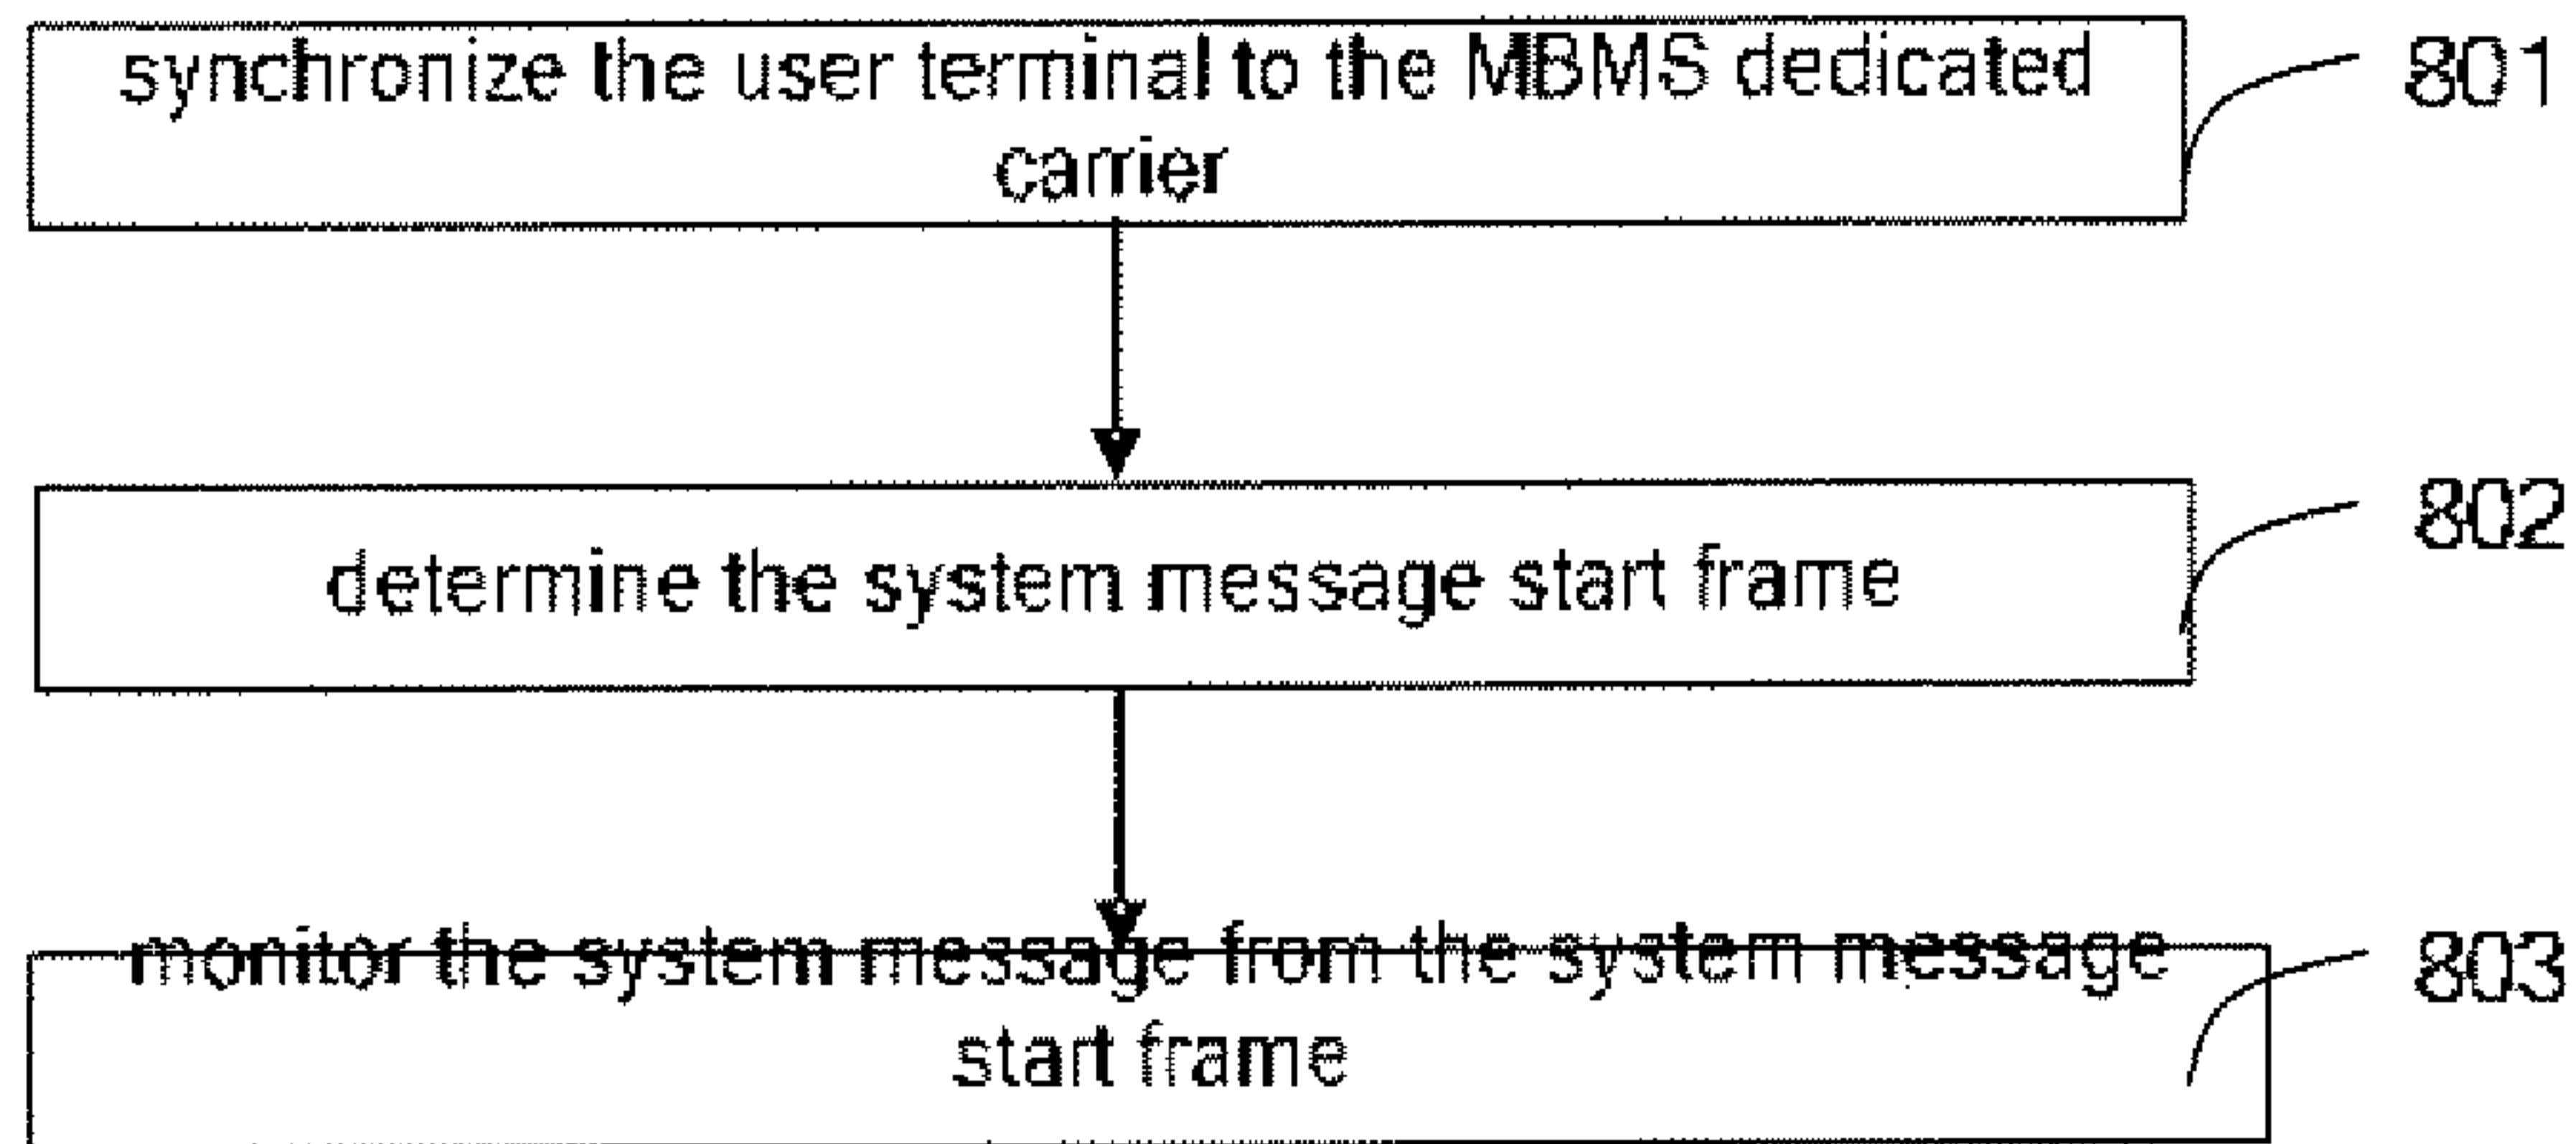 synchronize the user terminal to the MBMS dedicated
carrier
801
determine the system message start frame
802
monitor the system message from the system message
start frame
803